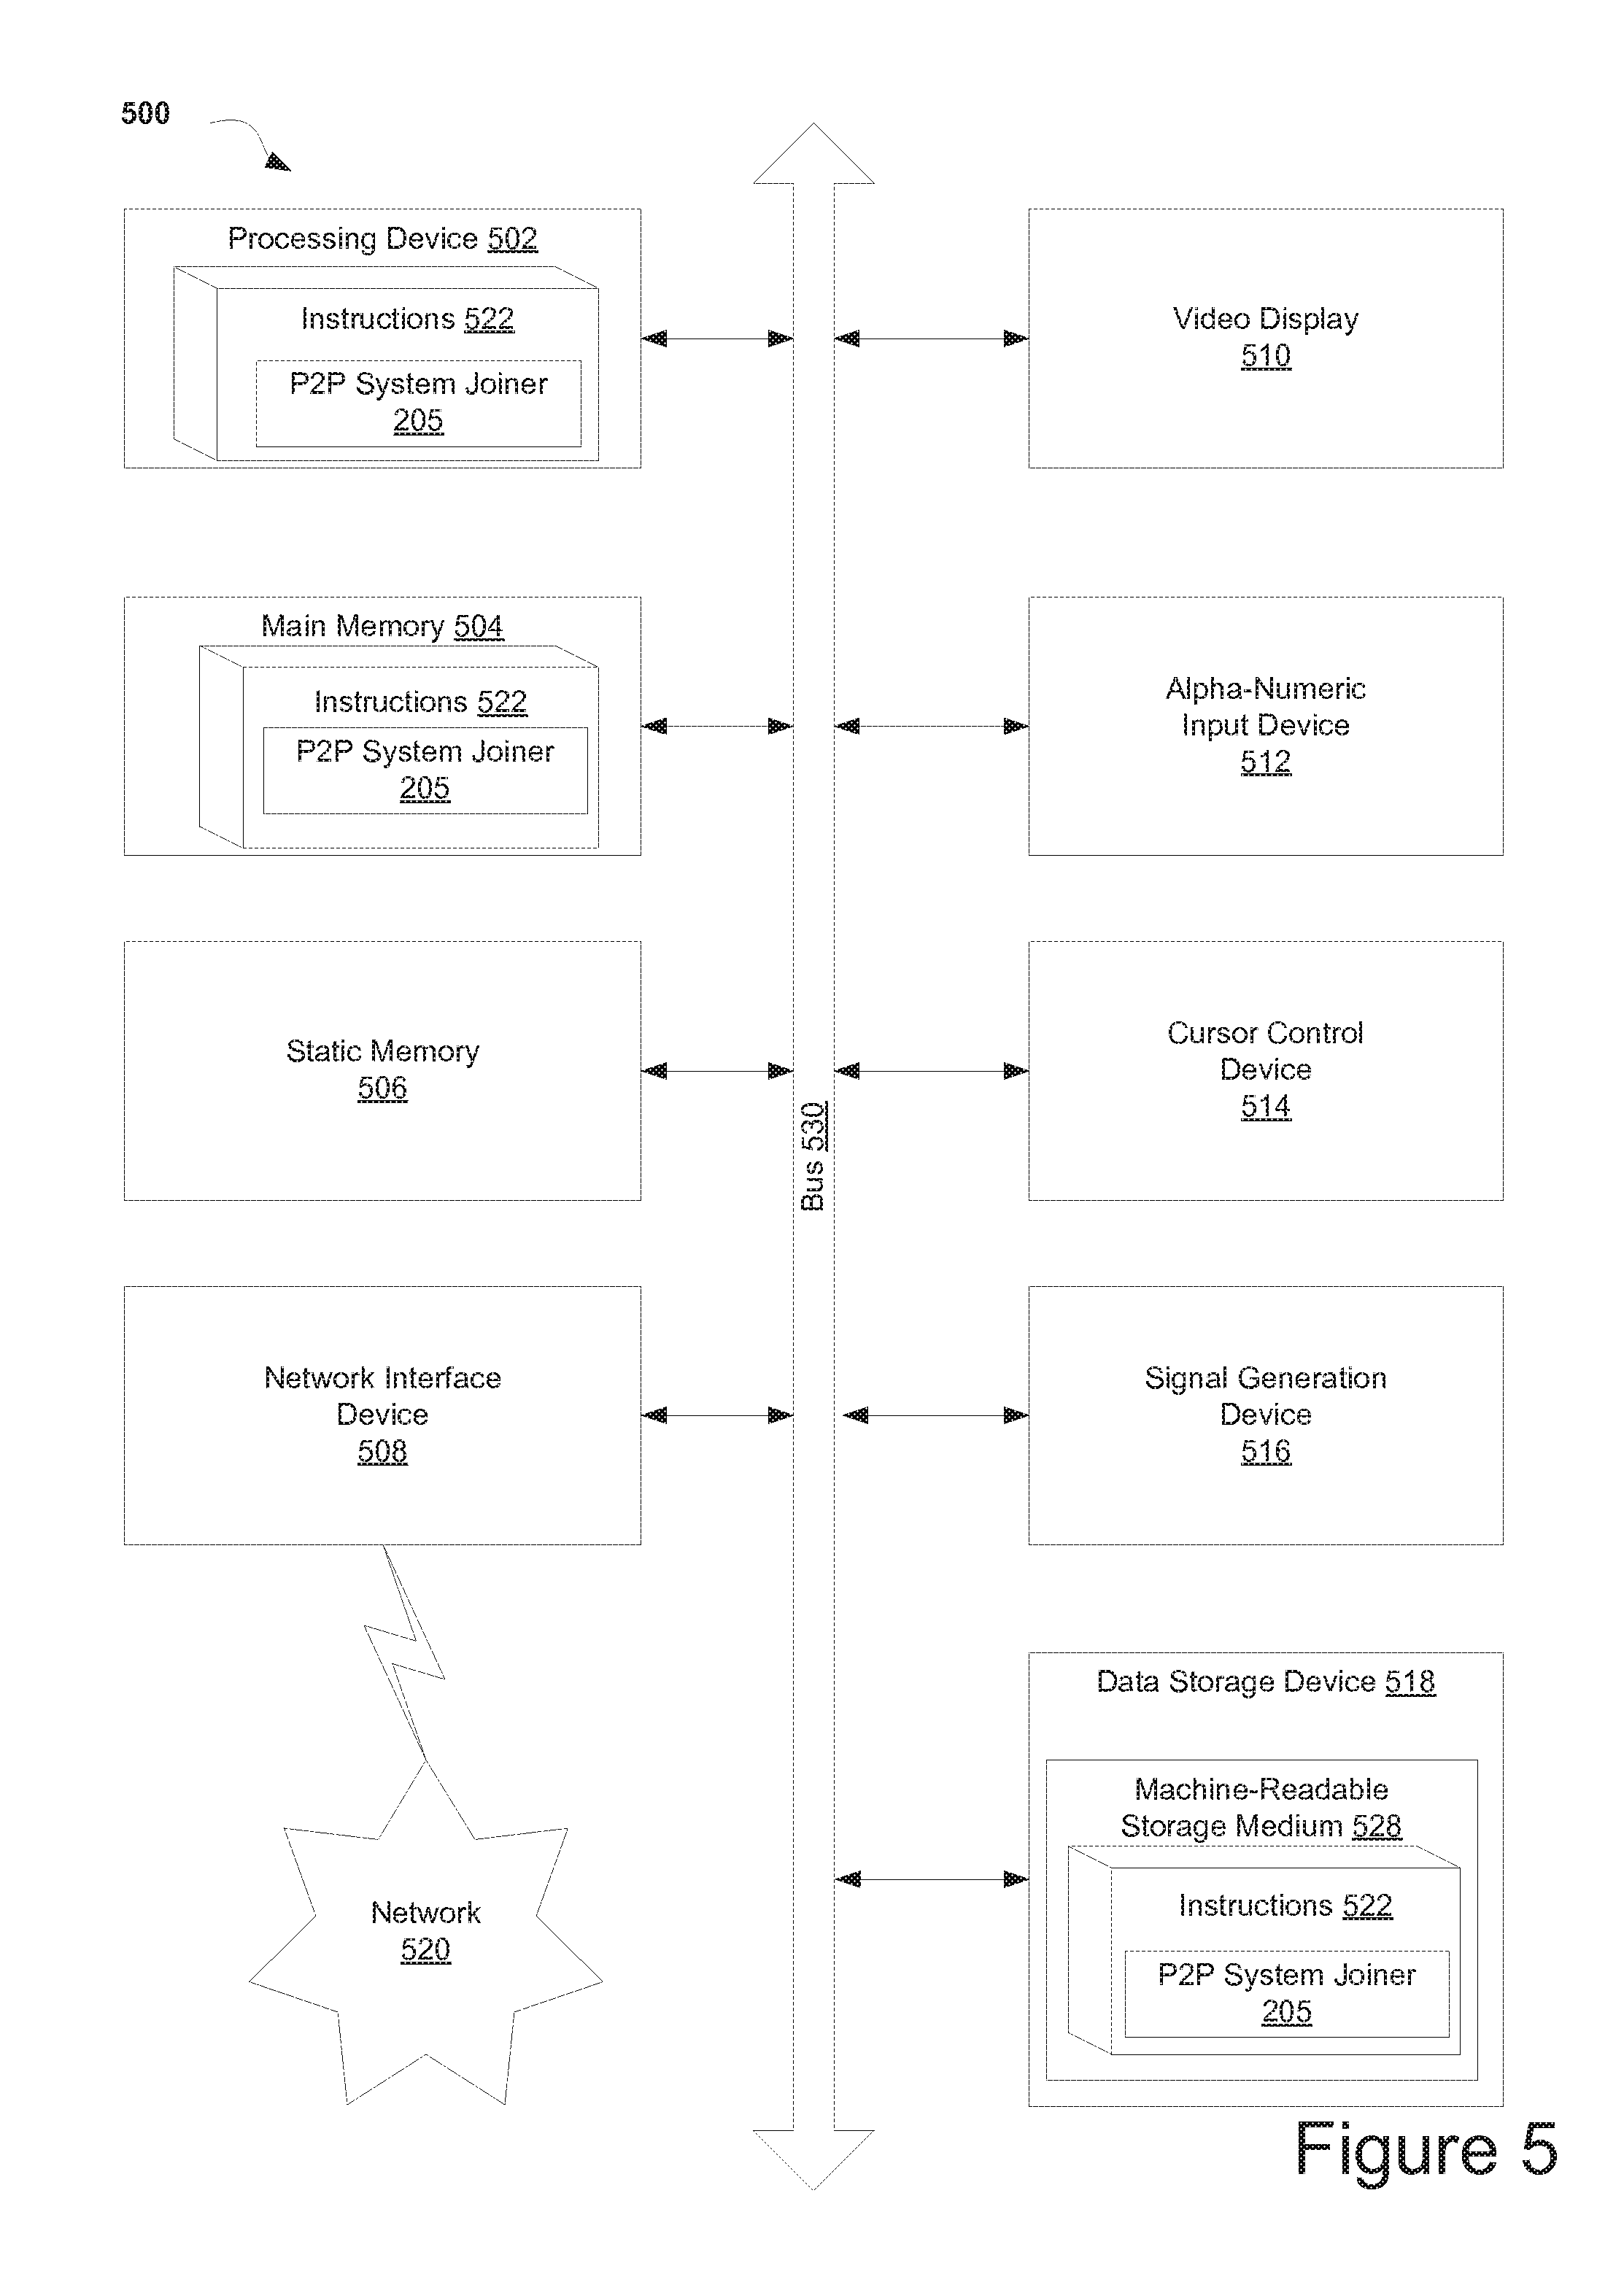 500
Processing Device 502
Instructions 522
P2P System Joiner
205
Main Memory 504
Instructions 522
P2P System Joiner
205
Static Memory
506
Network Interface
Device
508
Network
520
Bus 530
Video Display
510
Alpha-Numeric
Input Device
512
Cursor Control
Device
514
Signal Generation
Device
516
Data Storage Device 518
Machine-Readable
Storage Medium 528
Instructions 522
P2P System Joiner
205
Figure 5